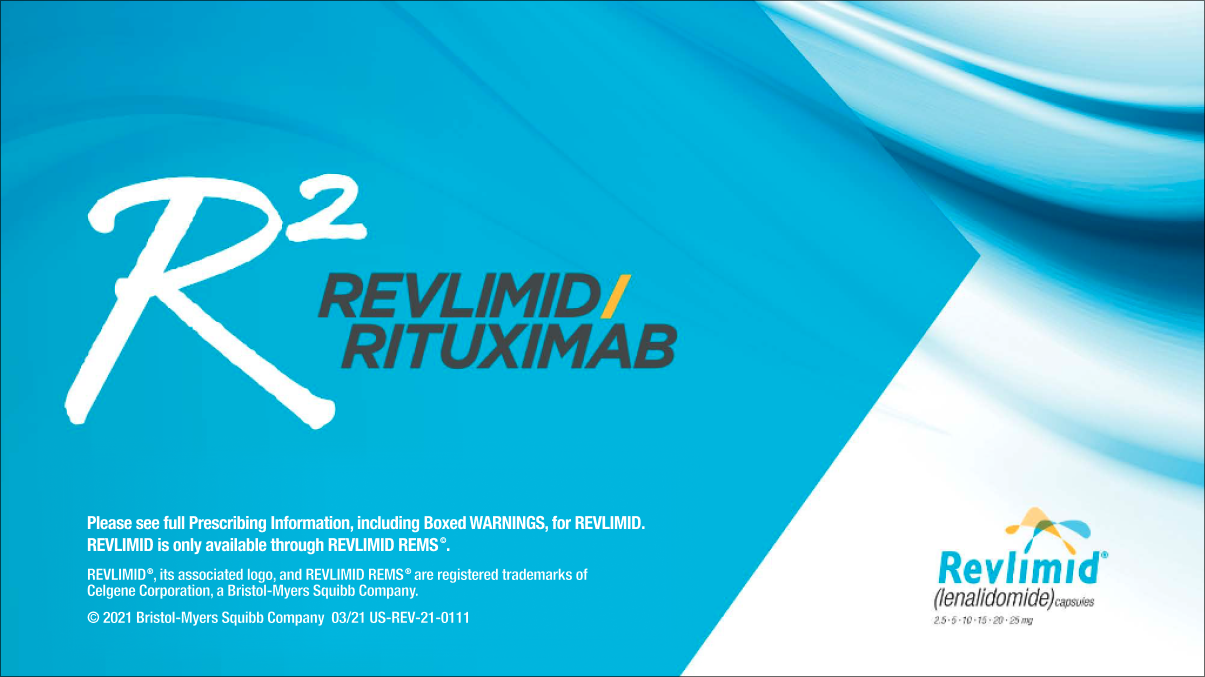 R²
REVLIMID/
RITUXIMAB
Please see full Prescribing Information, including Boxed WARNINGS, for REVLIMID.
REVLIMID is only available through REVLIMID REMS®.
REVLIMID®, its associated logo, and REVLIMID REMS® are registered trademarks of
Celgene Corporation, a Bristol-Myers Squibb Company.
© 2021 Bristol-Myers Squibb Company 03/21 US-REV-21-0111
Revlimid®
(lenalidomide) capsules
2.5 · 5 · 10 · 15 · 20 · 25 mg